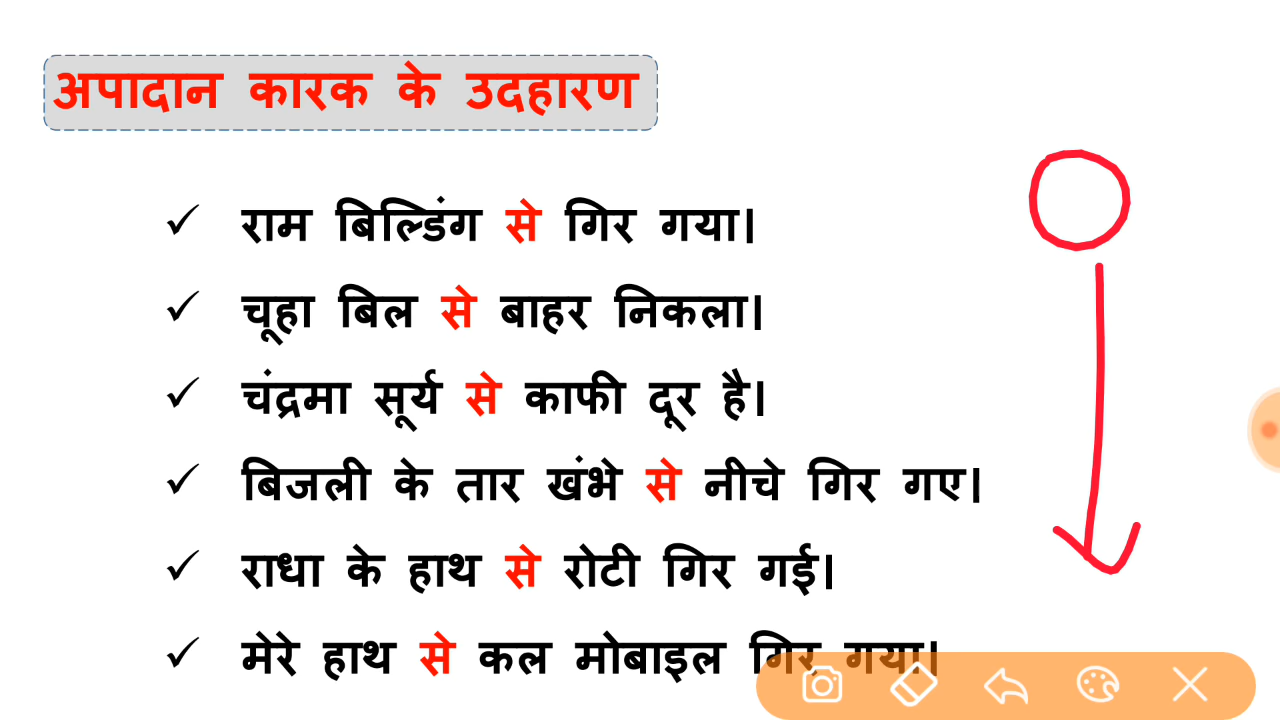 अपादान कारक के उदहारण
राम बिल्डिंग से गिर गया।
चूहा बिल से बाहर निकला।
चंद्रमा सूर्य से काफी दूर है।
बिजली के तार खंभे से नीचे गिर गए।
राधा के हाथ से रोटी गिर गई।
मेरे हाथ से कल मोबाइल गिर गया।